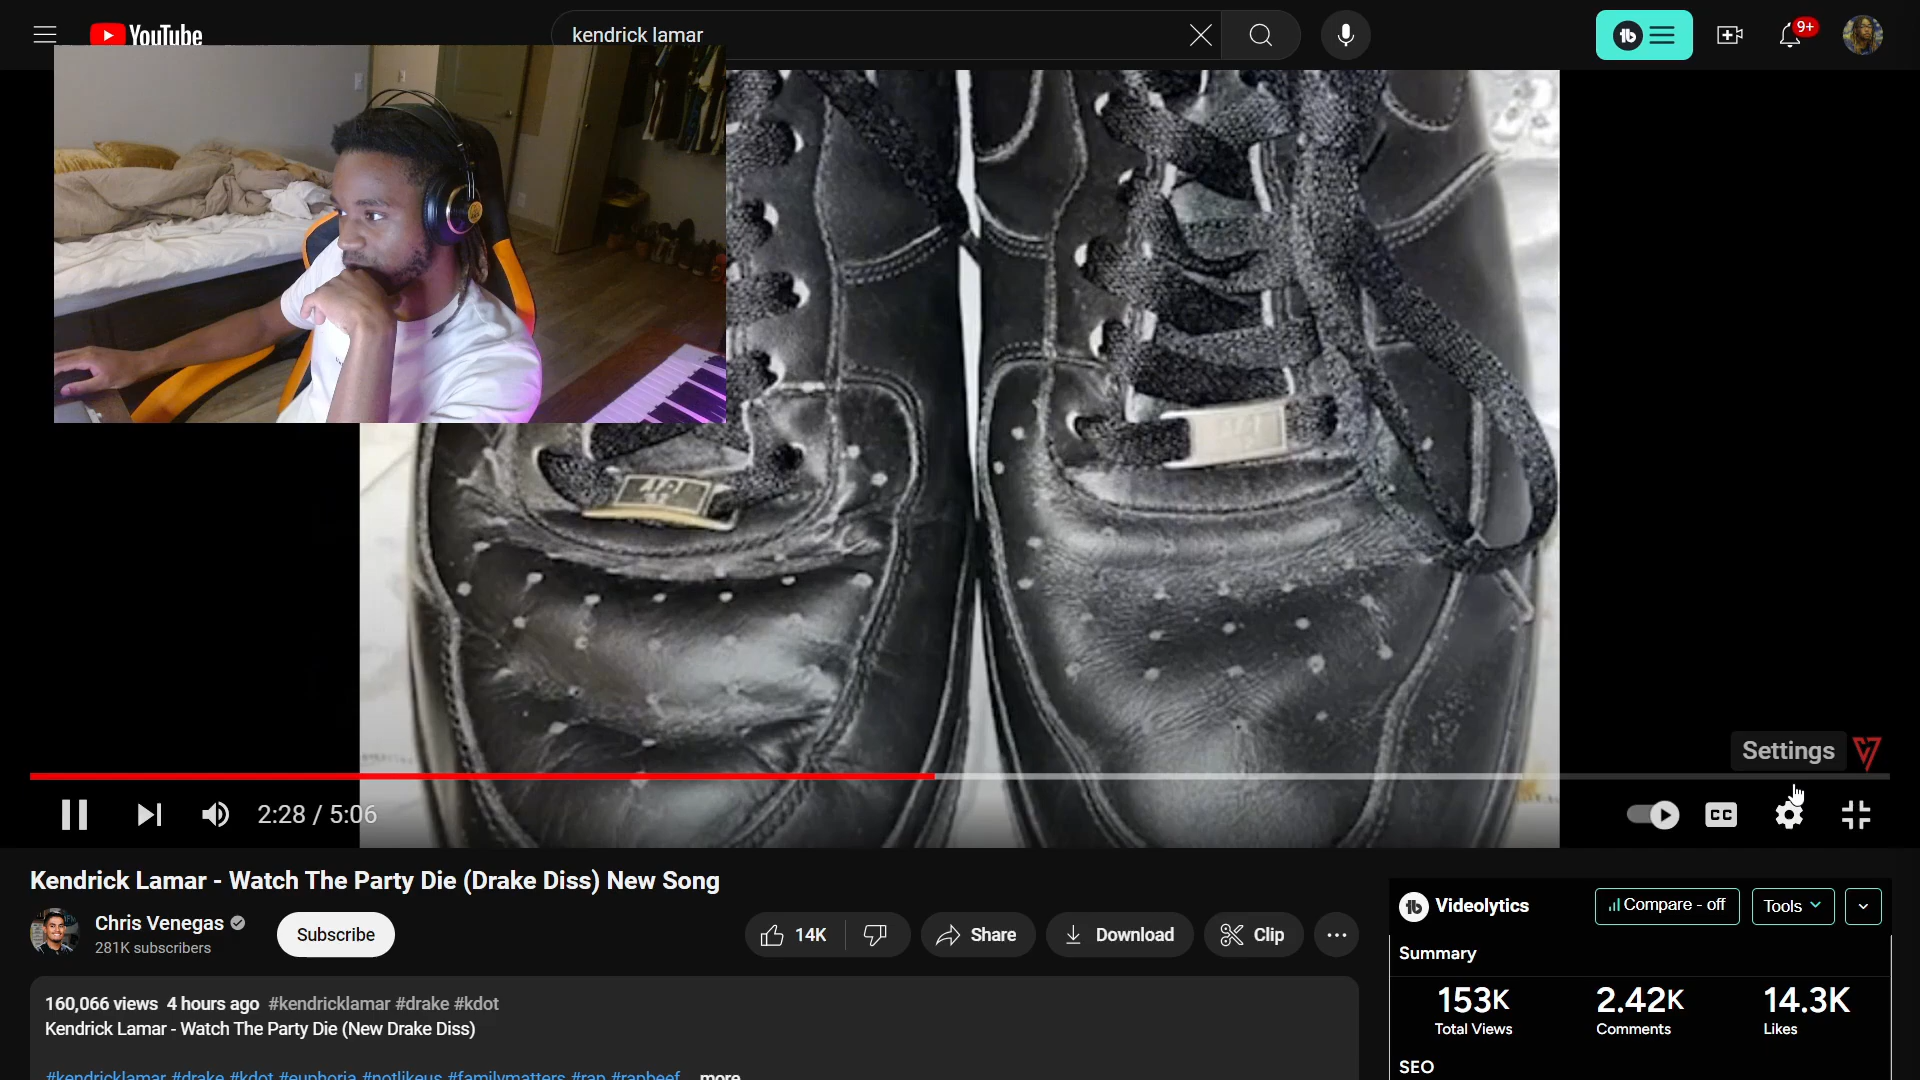 YouTube
kendrick lamar
9+
Settings
2:28 / 5:06
CC
Kendrick Lamar - Watch The Party Die (Drake Diss) New Song
Chris Venegas
281K subscribers
Subscribe
14K
Share
Download
Clip
160,066 views 4 hours ago #kendricklamar #drake #kdot
Kendrick Lamar - Watch The Party Die (New Drake Diss)
#kendricklamar #drake #kdot #euphoria #notlikeus #familymatters #rap #rapbeef ...more
Videolytics
Compare - off
Tools
Summary
153K
2.42K
14.3K
Total Views
Comments
Likes
SEO